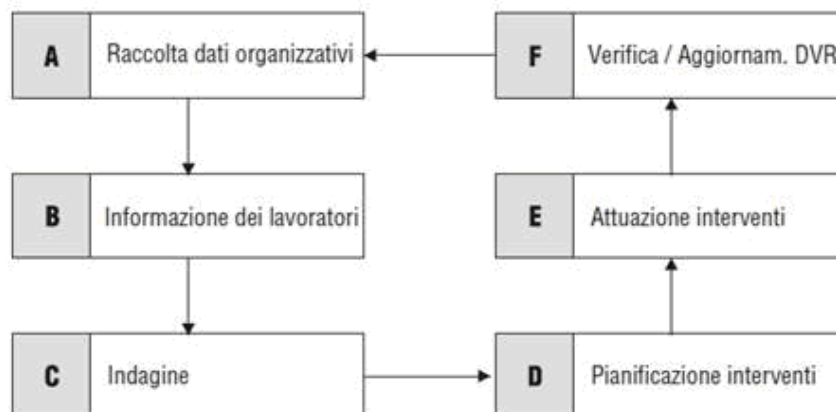 A Raccolta dati organizzativi
F Verifica / Aggiornam. DVR
B Informazione dei lavoratori
E Attuazione interventi
C Indagine
D Pianificazione interventi